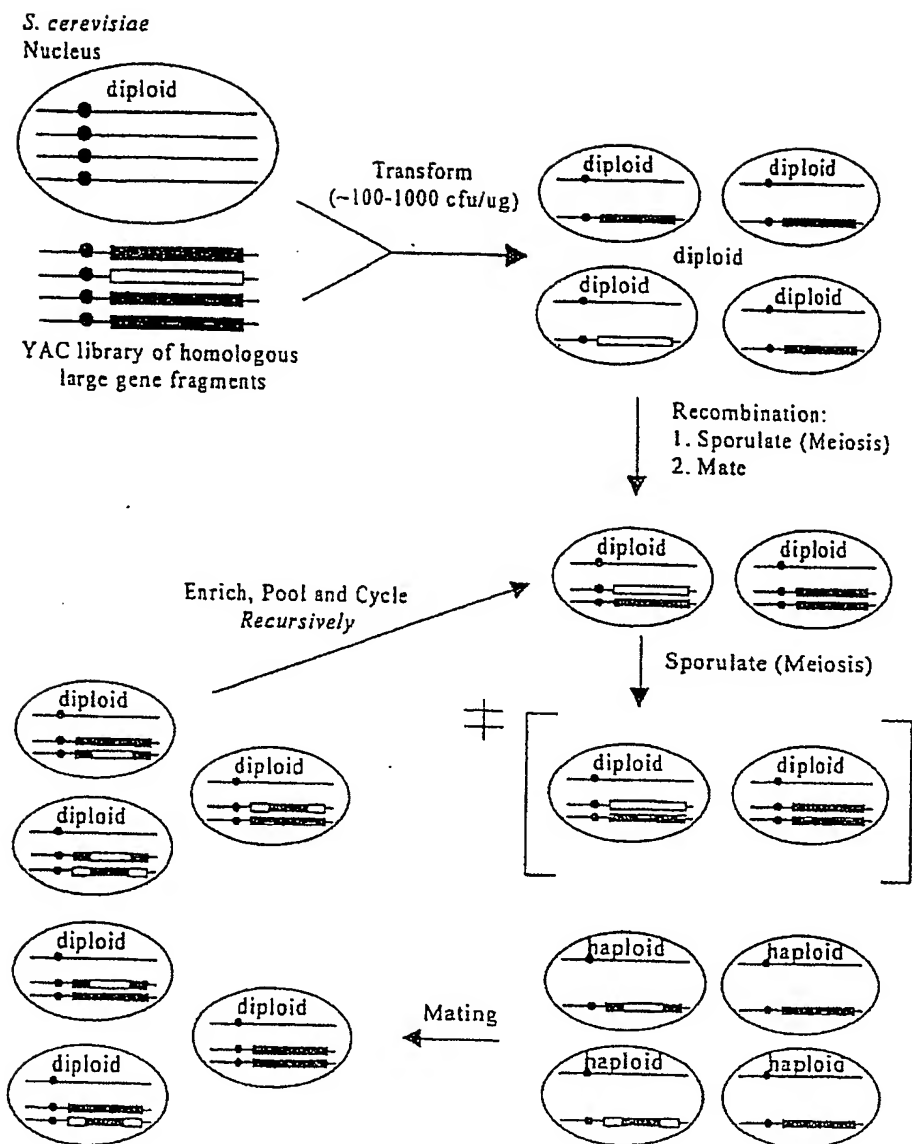 S. cerevisiae
Nucleus
diploid
YAC library of homologous
large gene fragments
Transform
(~100-1000 cfu/ug)
diploid
diploid
diploid
diploid
diploid
Recombination:
1. Sporulate (Meiosis)
2. Mate
diploid
diploid
Enrich, Pool and Cycle
Recursively
Sporulate (Meiosis)
diploid
diploid
diploid
diploid
diploid
haploid
haploid
haploid
haploid
Mating
diploid
diploid
diploid